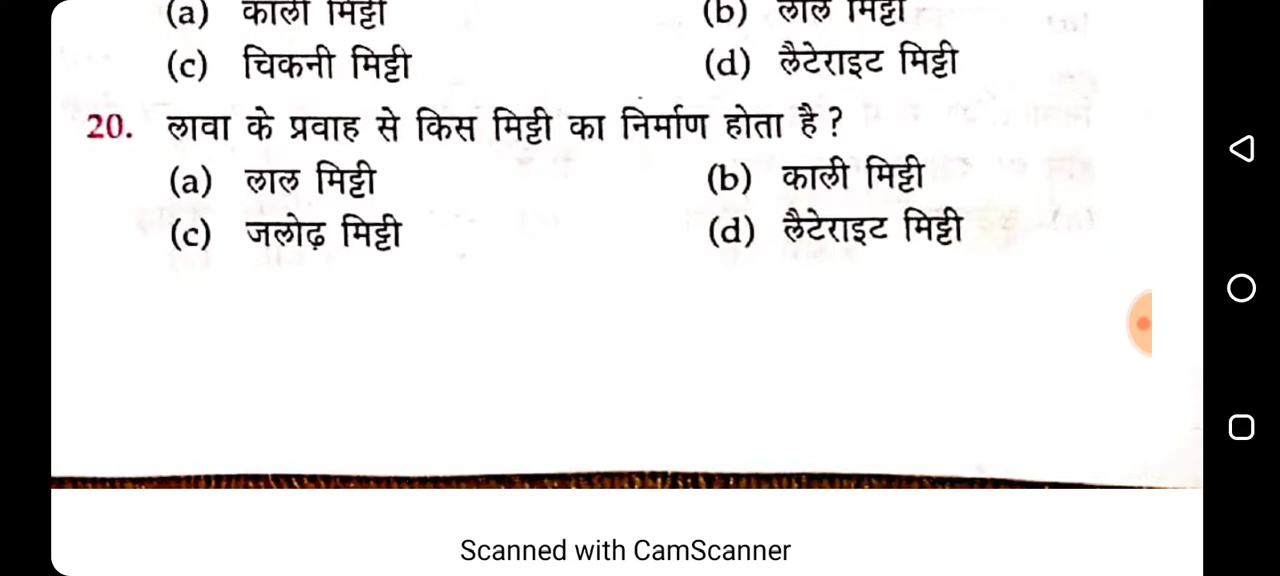 (a) काली मिट्टी (b) लाल मिट्टी
(c) चिकनी मिट्टी (d) लैटेराइट मिट्टी
20. लावा के प्रवाह से किस मिट्टी का निर्माण होता है ?
(a) लाल मिट्टी (b) काली मिट्टी
(c) जलोढ़ मिट्टी (d) लैटेराइट मिट्टी
Scanned with CamScanner